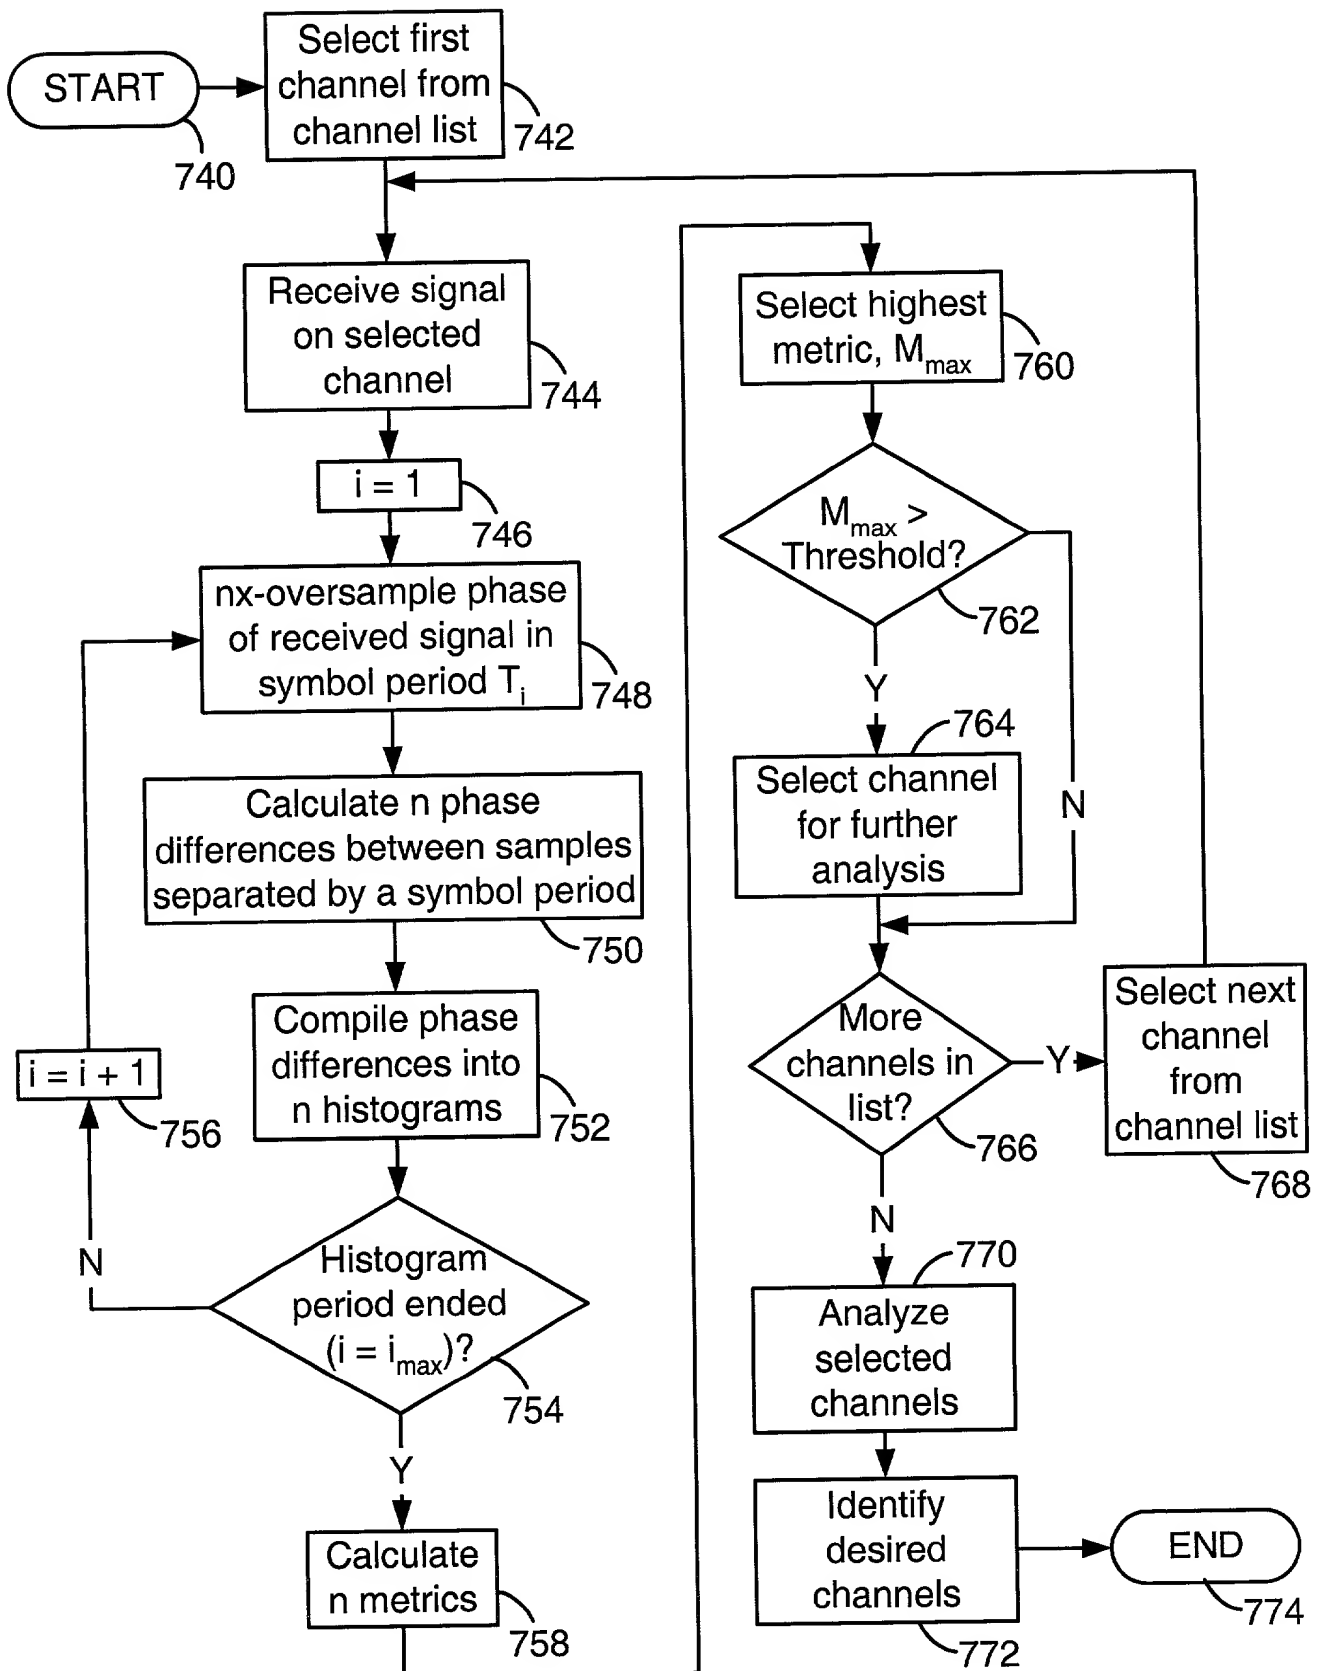 START
740
Select first
channel from
channel list
742
Receive signal
on selected
channel
744
i = 1
746
nx-oversample phase
of received signal in
symbol period Ti
748
Calculate n phase
differences between samples
separated by a symbol period
750
Compile phase
differences into
n histograms
752
i = i + 1
756
N
Histogram
period ended
(i = imax)?
754
Y
Calculate
n metrics
758
Select highest
metric, Mmax
760
Mmax >
Threshold?
762
Y
N
764
Select channel
for further
analysis
More
channels in
list?
766
Y
Select next
channel
from
channel list
768
N
770
Analyze
selected
channels
Identify
desired
channels
772
END
774